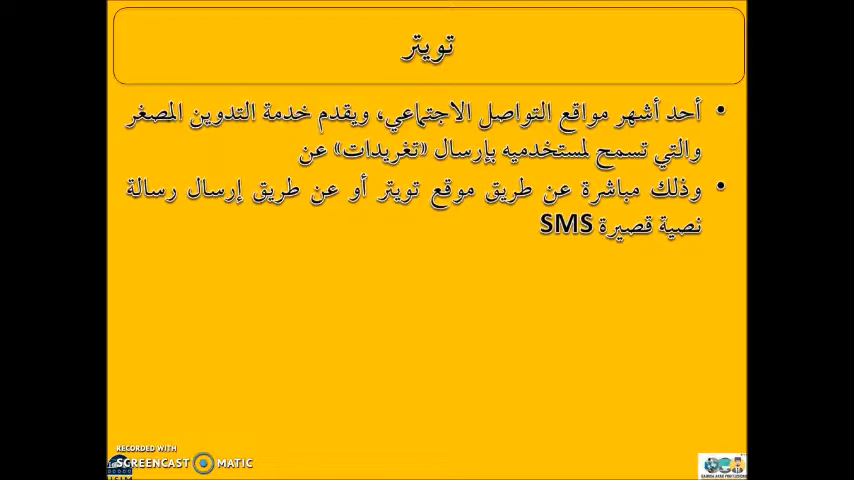 تويتر
• أحد أشهر مواقع التواصل الاجتماعي، ويقدم خدمة التدوين المصغر
والتي تسمح لمستخدميه بإرسال «تغريدات» عن
• وذلك مباشرة عن طريق موقع تويتر أو عن طريق إرسال رسالة
نصية قصيرة SMS
RECORDED WITH
SCREENCAST MATIC